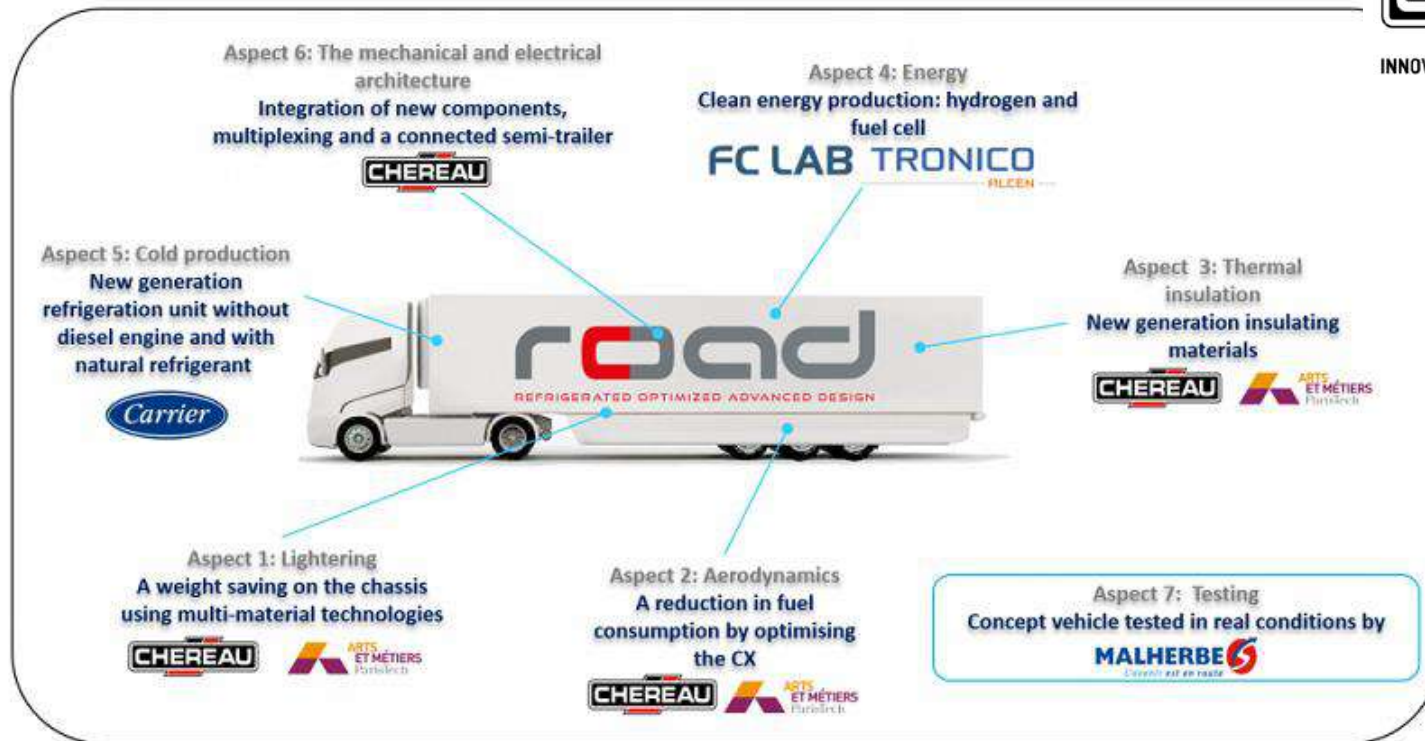 INNOV
Aspect 6: The mechanical and electrical
architecture
Integration of new components,
multiplexing and a connected semi-trailer
CHEREAU
Aspect 4: Energy
Clean energy production: hydrogen and
fuel cell
FC LAB TRONICO
ALCEN
Aspect 5: Cold production
New generation
refrigeration unit without
diesel engine and with
natural refrigerant
Carrier
road
REFRIGERATED OPTIMIZED ADVANCED DESIGN
Aspect 3: Thermal
insulation
New generation insulating
materials
CHEREAU
ARTS
ET MÉTIERS
ParisTech
Aspect 1: Lightering
A weight saving on the chassis
using multi-material technologies
CHEREAU
ARTS
ET MÉTIERS
ParisTech
Aspect 2: Aerodynamics
A reduction in fuel
consumption by optimising
the CX
CHEREAU
ARTS
ET MÉTIERS
ParisTech
Aspect 7: Testing
Concept vehicle tested in real conditions by
MALHERBE
L'avenir est en route